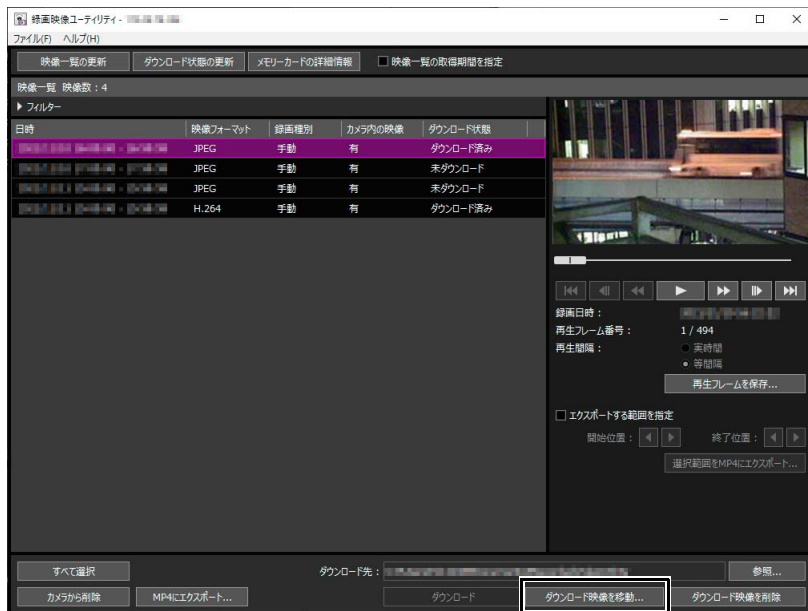 録画映像ユーティリティ -
ファイル(F) ヘルプ(H)
映像一覧の更新 ダウンロード状態の更新 メモリーカードの詳細情報 映像一覧の取得期間を指定
映像一覧 映像数：4
フィルター
日時 映像フォーマット 録画種別 カメラ内の映像 ダウンロード状態
JPEG 手動 有 ダウンロード済み
JPEG 手動 有 未ダウンロード
JPEG 手動 有 未ダウンロード
H.264 手動 有 ダウンロード済み
録画日時：
再生フレーム番号： 1 / 494
再生間隔： 実時間
等間隔
再生フレームを保存...
エクスポートする範囲を指定
開始位置： 終了位置：
選択範囲をMP4にエクスポート...
すべて選択 ダウンロード先： 参照...
カメラから削除 MP4にエクスポート... ダウンロード ダウンロード映像を移動... ダウンロード映像を削除